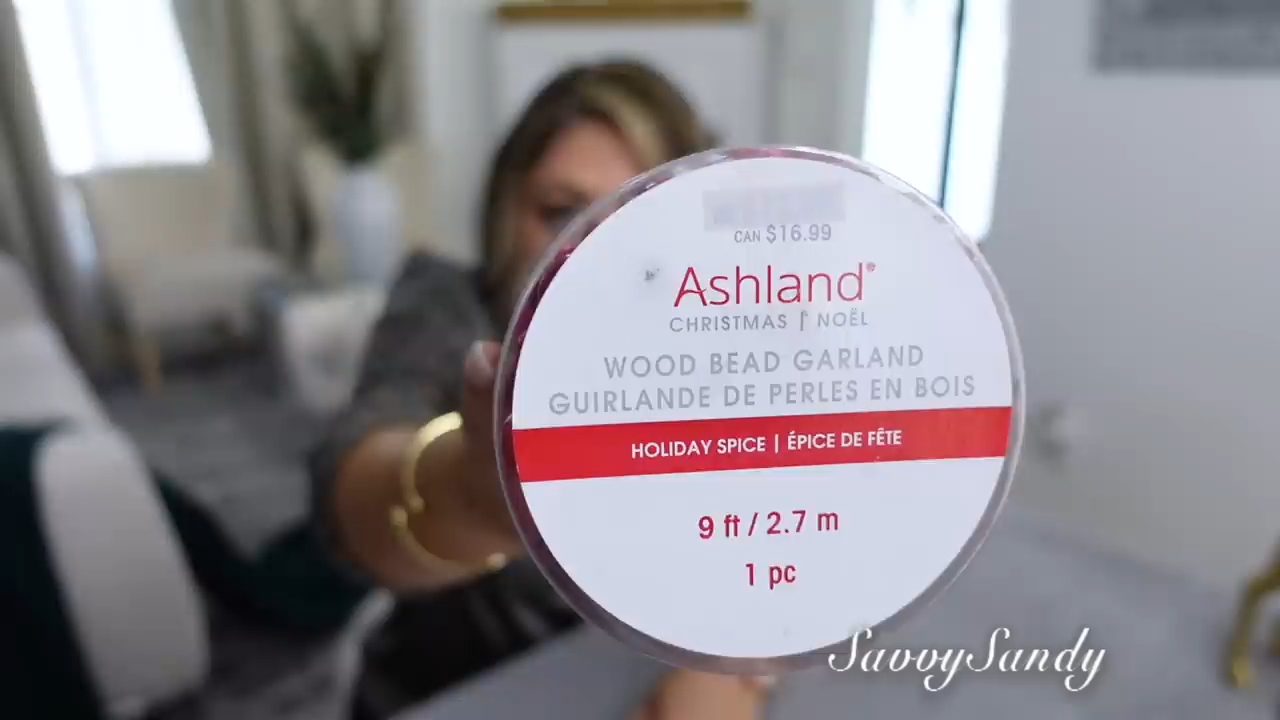 CAN $16.99
Ashland®
CHRISTMAS | NOËL
WOOD BEAD GARLAND
GUIRLANDE DE PERLES EN BOIS
HOLIDAY SPICE | ÉPICE DE FÊTE
9 ft / 2.7 m
1 pc
SavvySandy